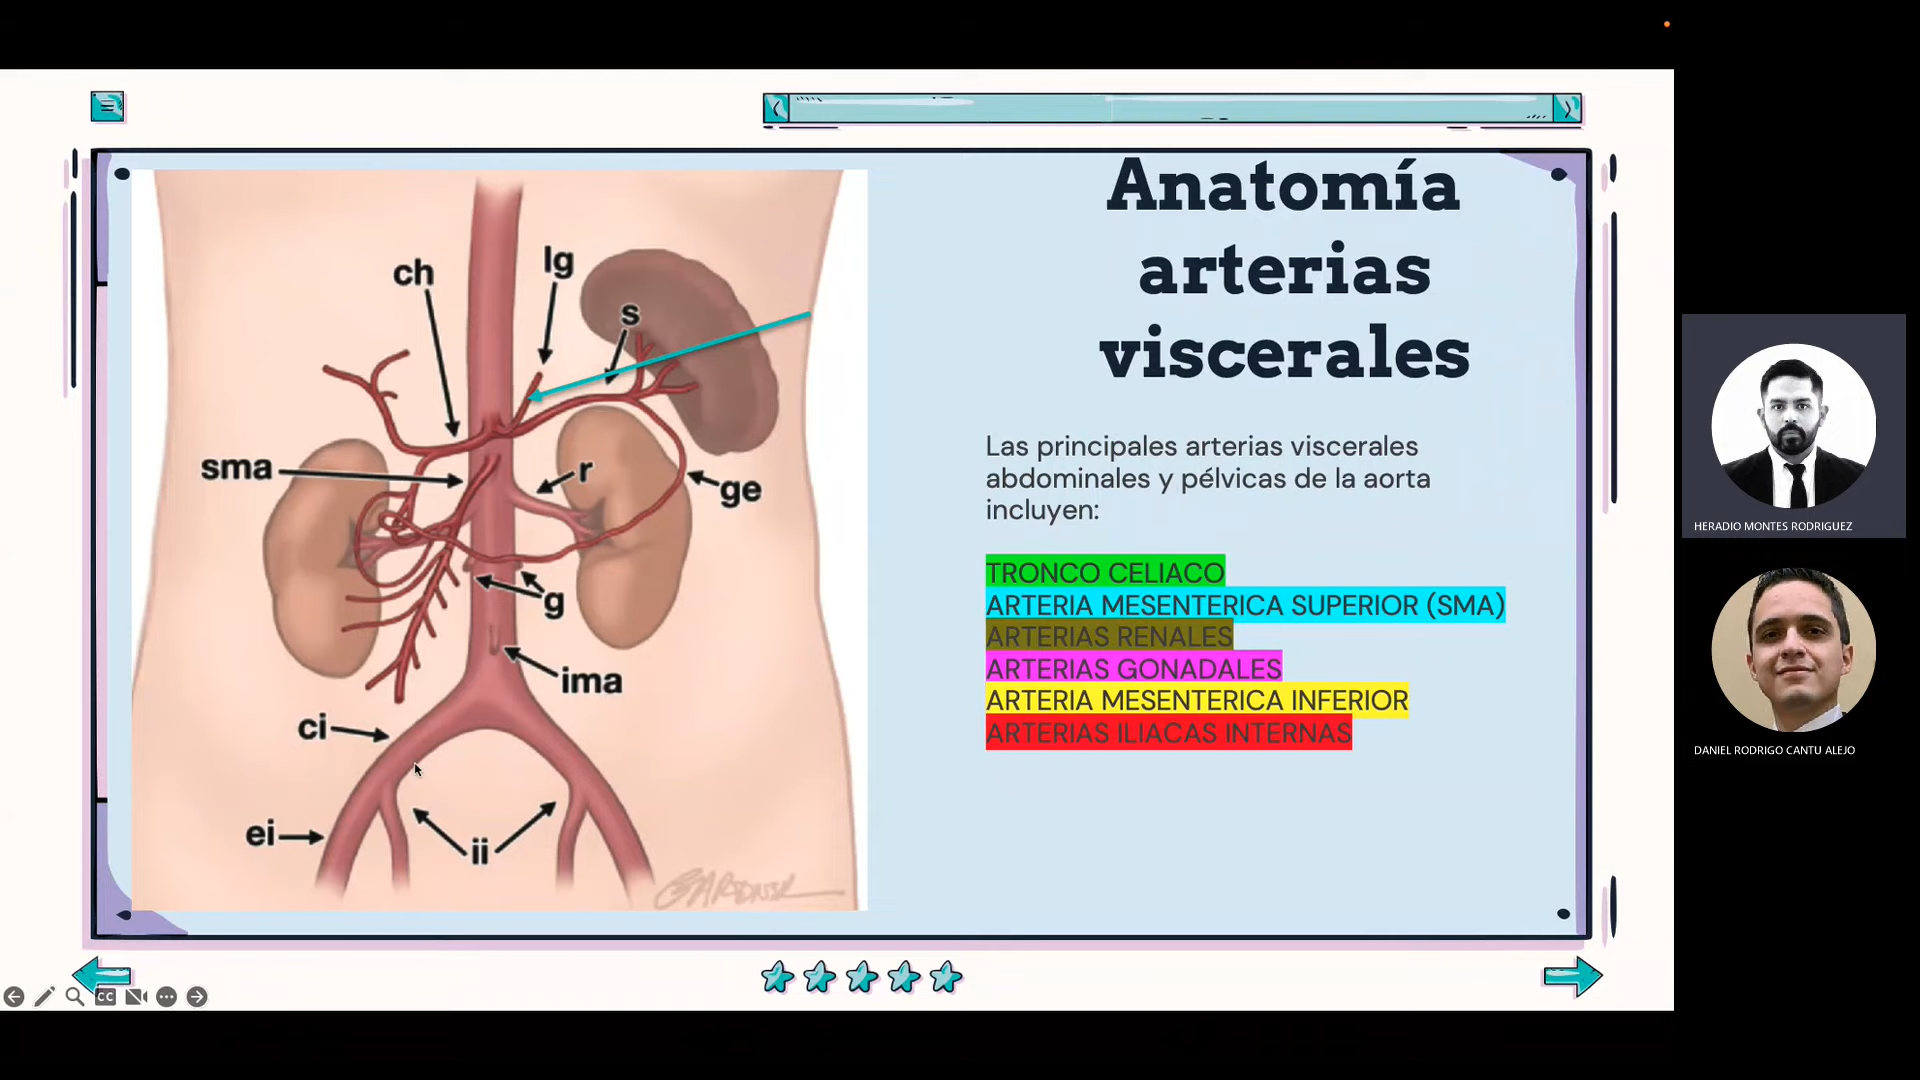 Anatomía
arterias
viscerales
ch
lg
s
sma
r
ge
g
ima
ci
ei
ii
Las principales arterias viscerales
abdominales y pélvicas de la aorta
incluyen:
TRONCO CELIACO
ARTERIA MESENTERICA SUPERIOR (SMA)
ARTERIAS RENALES
ARTERIAS GONADALES
ARTERIA MESENTERICA INFERIOR
ARTERIAS ILIACAS INTERNAS
HERADIO MONTES RODRIGUEZ
DANIEL RODRIGO CANTU ALEJO
CC